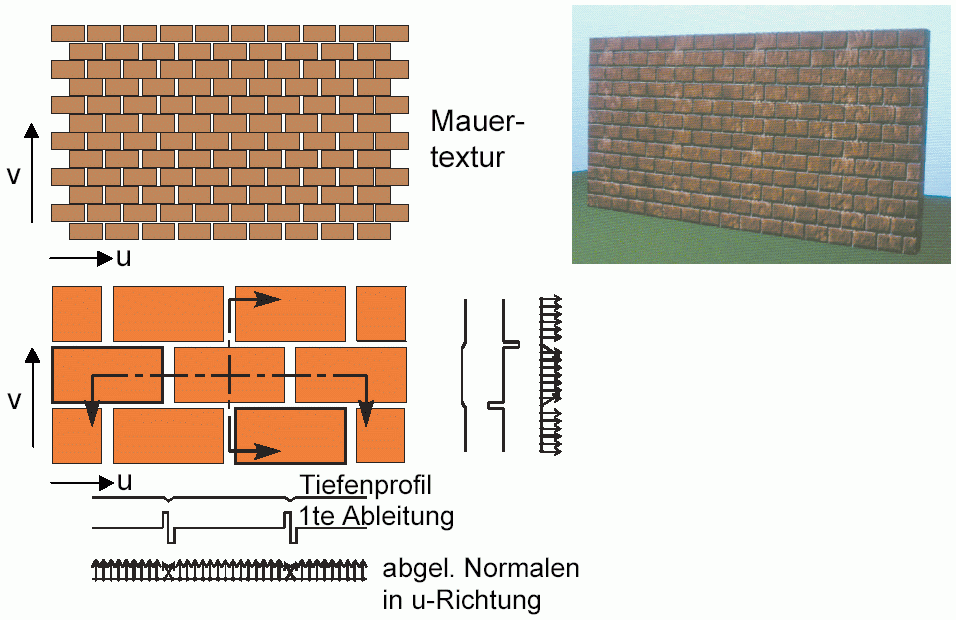 Mauer-
textur
v
u
v
u
Tiefenprofil
1te Ableitung
abgel. Normalen
in u-Richtung